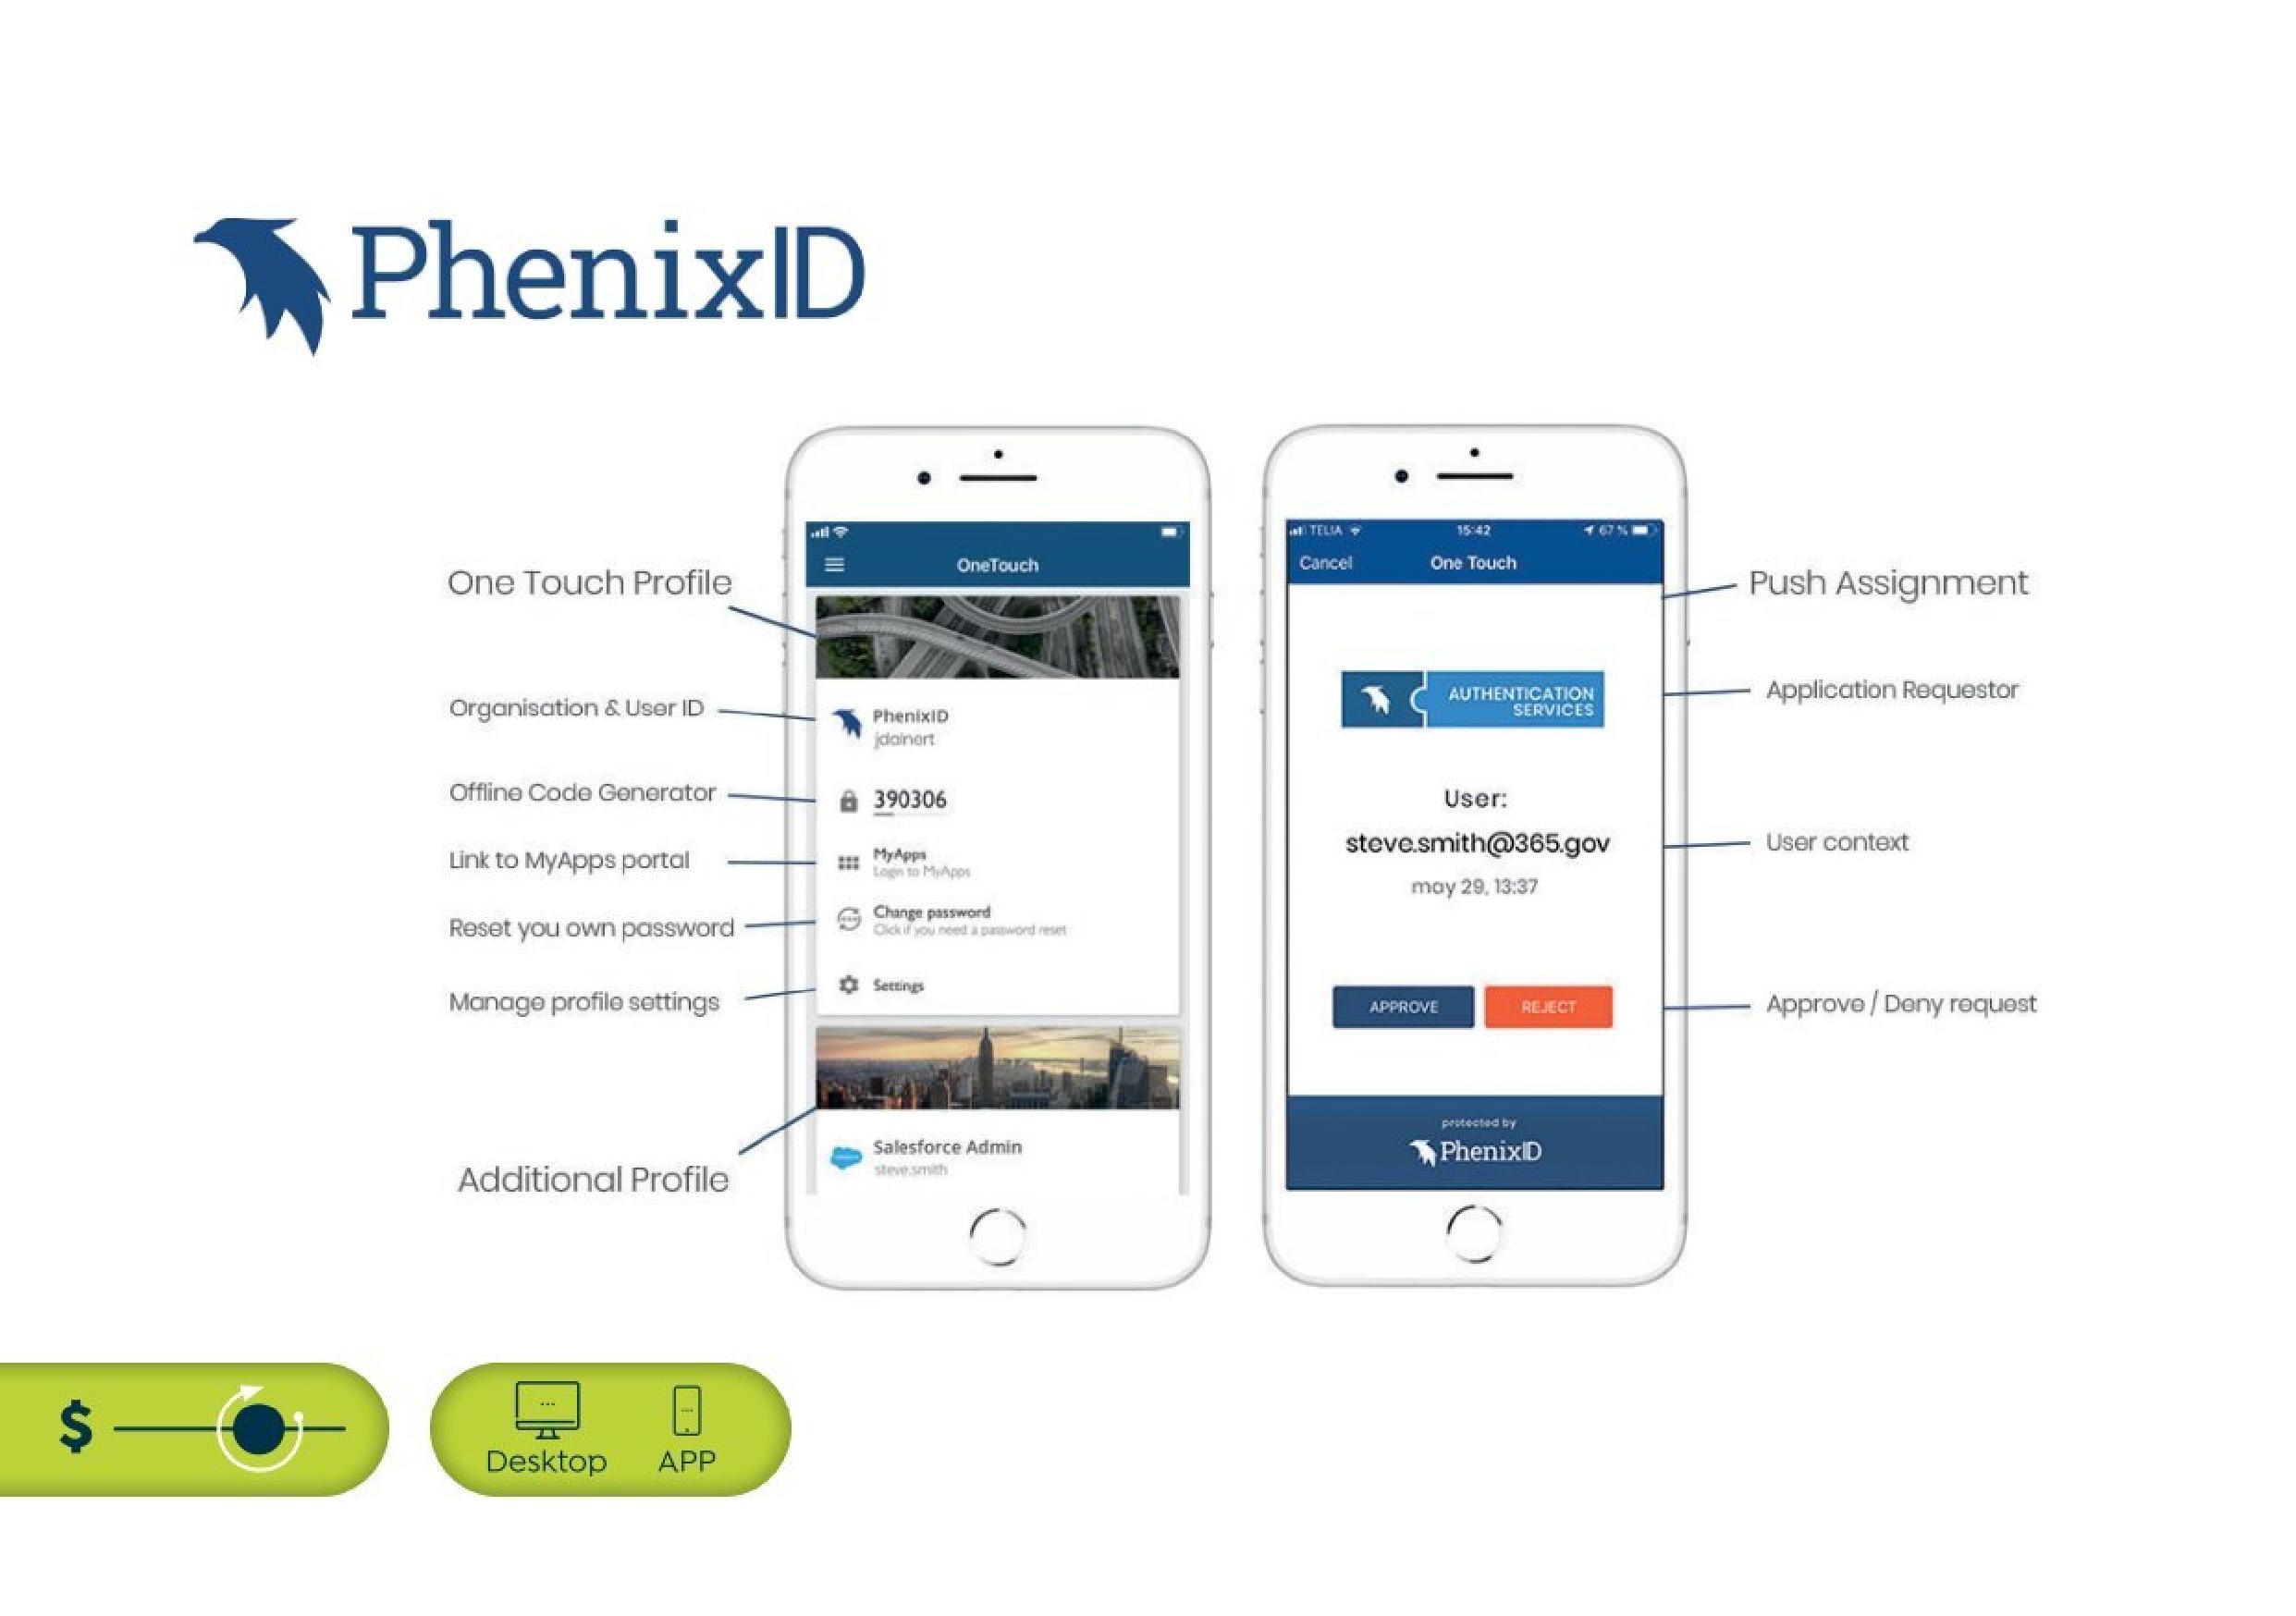 PhenixID
One Touch Profile
Organisation & User ID
Offline Code Generator
Link to MyApps portal
Reset you own password
Manage profile settings
Additional Profile
OneTouch
PhenixID
jdainert
390306
MyApps
Login to MyApps
Change password
Click if you need a password reset
Settings
Salesforce Admin
steve.smith
TELIA 15:42 67 %
Cancel One Touch
AUTHENTICATION
SERVICES
User:
steve.smith@365.gov
may 29, 13:37
APPROVE REJECT
protected by
PhenixID
Push Assignment
Application Requestor
User context
Approve / Deny request
$
Desktop APP